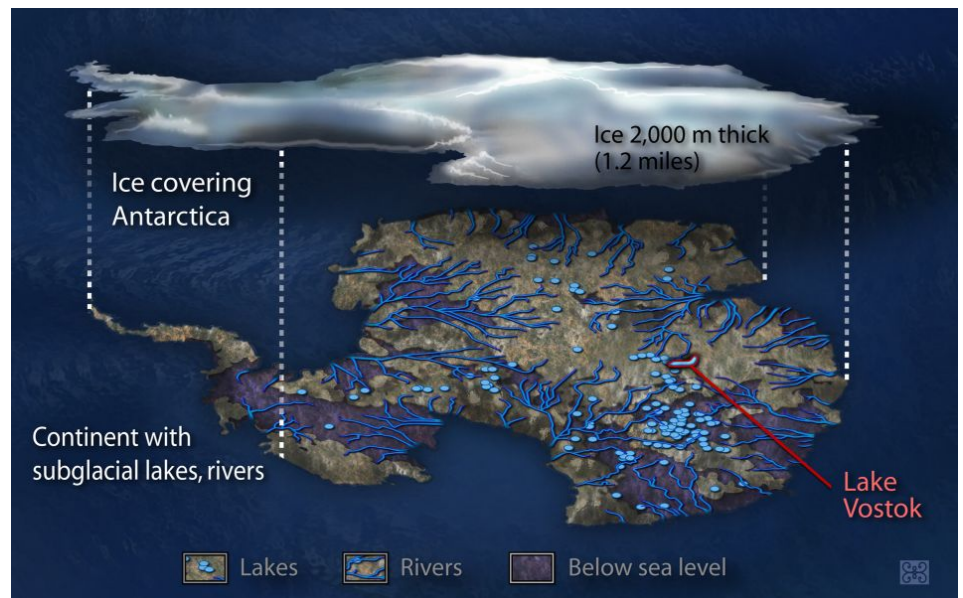 Ice 2,000 m thick
(1.2 miles)
Ice covering
Antarctica
Continent with
subglacial lakes, rivers
Lake
Vostok
Lakes
Rivers
Below sea level